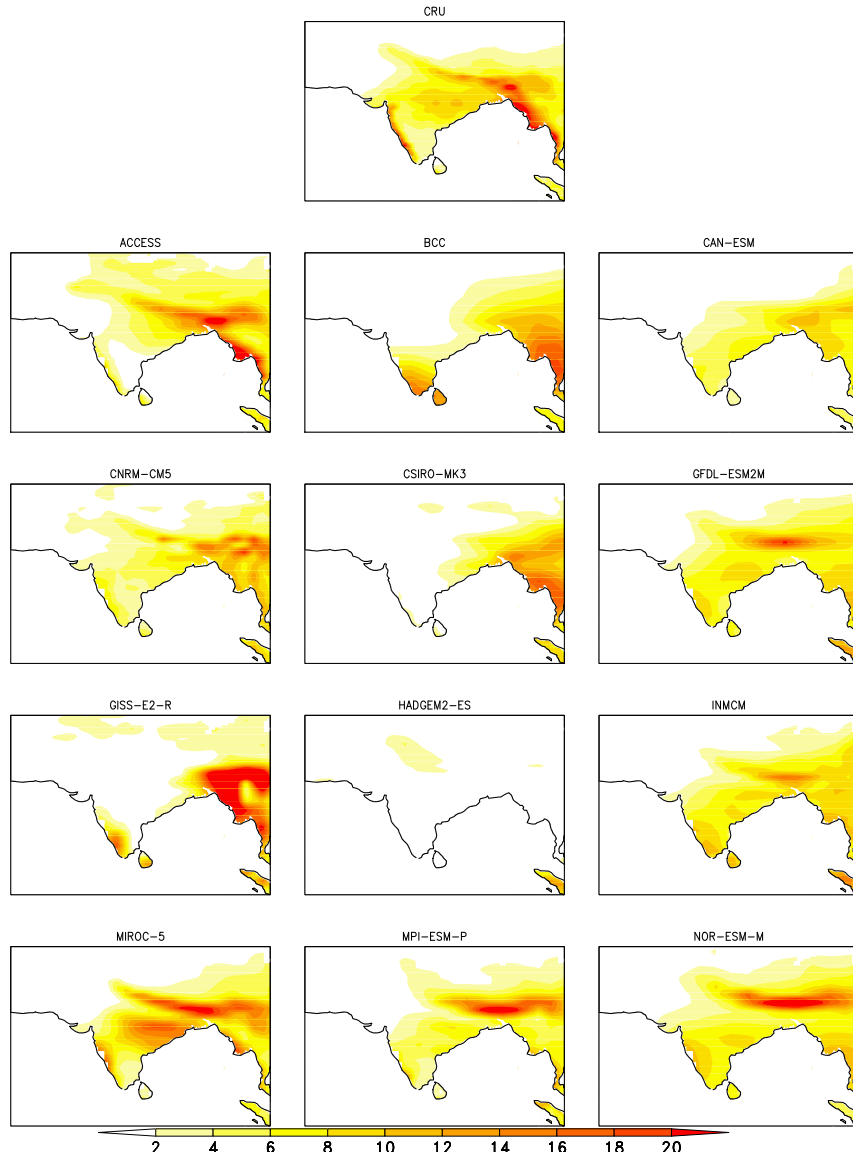 CRU
ACCESS
BCC
CAN-ESM
CNRM-CM5
CSIRO-MK3
GFDL-ESM2M
GISS-E2-R
HADGEM2-ES
INMCM
MIROC-5
MPI-ESM-P
NOR-ESM-M
2 4 6 8 10 12 14 16 18 20